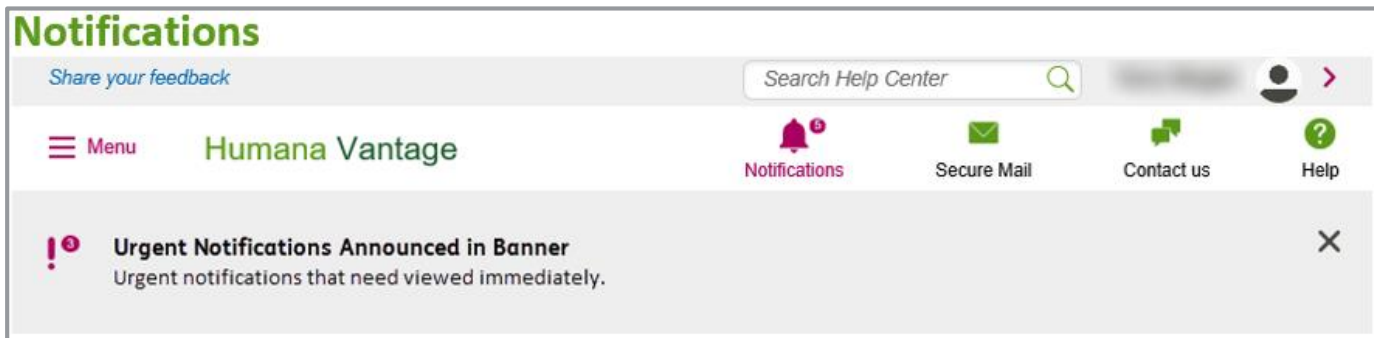 Notifications
Share your feedback
Search Help Center
Menu
Humana Vantage
5
Notifications
Secure Mail
Contact us
?
Help
3
Urgent Notifications Announced in Banner
Urgent notifications that need viewed immediately.